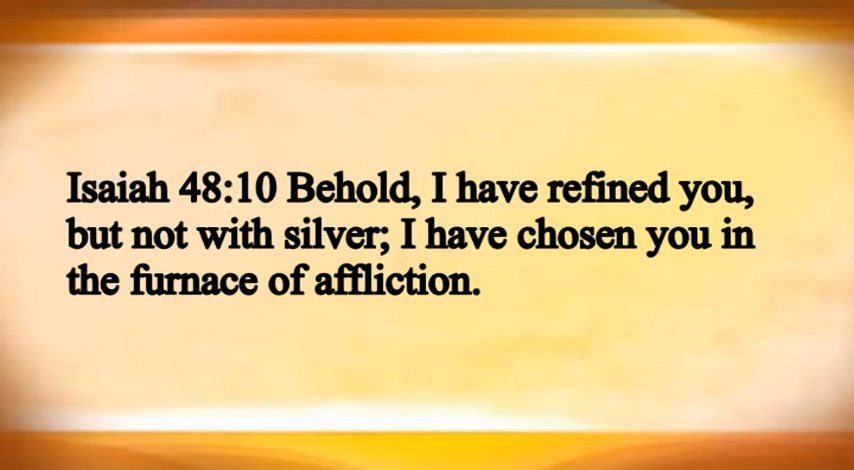 Isaiah 48:10 Behold, I have refined you,
but not with silver; I have chosen you in
the furnace of affliction.